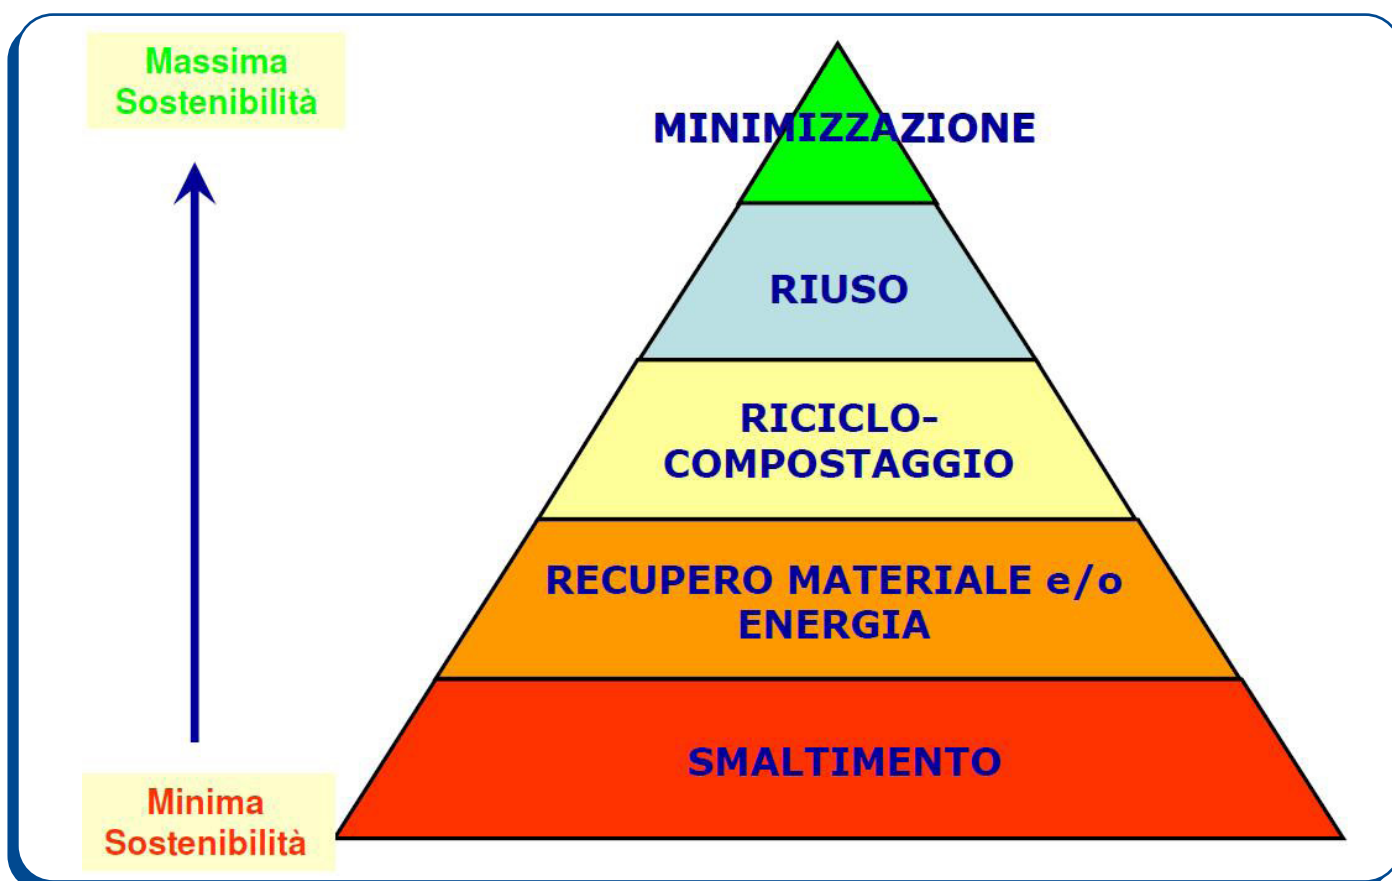 Massima
Sostenibilità
MINIMIZZAZIONE
RIUSO
RICICLO-
COMPOSTAGGIO
RECUPERO MATERIALE e/o
ENERGIA
SMALTIMENTO
Minima
Sostenibilità